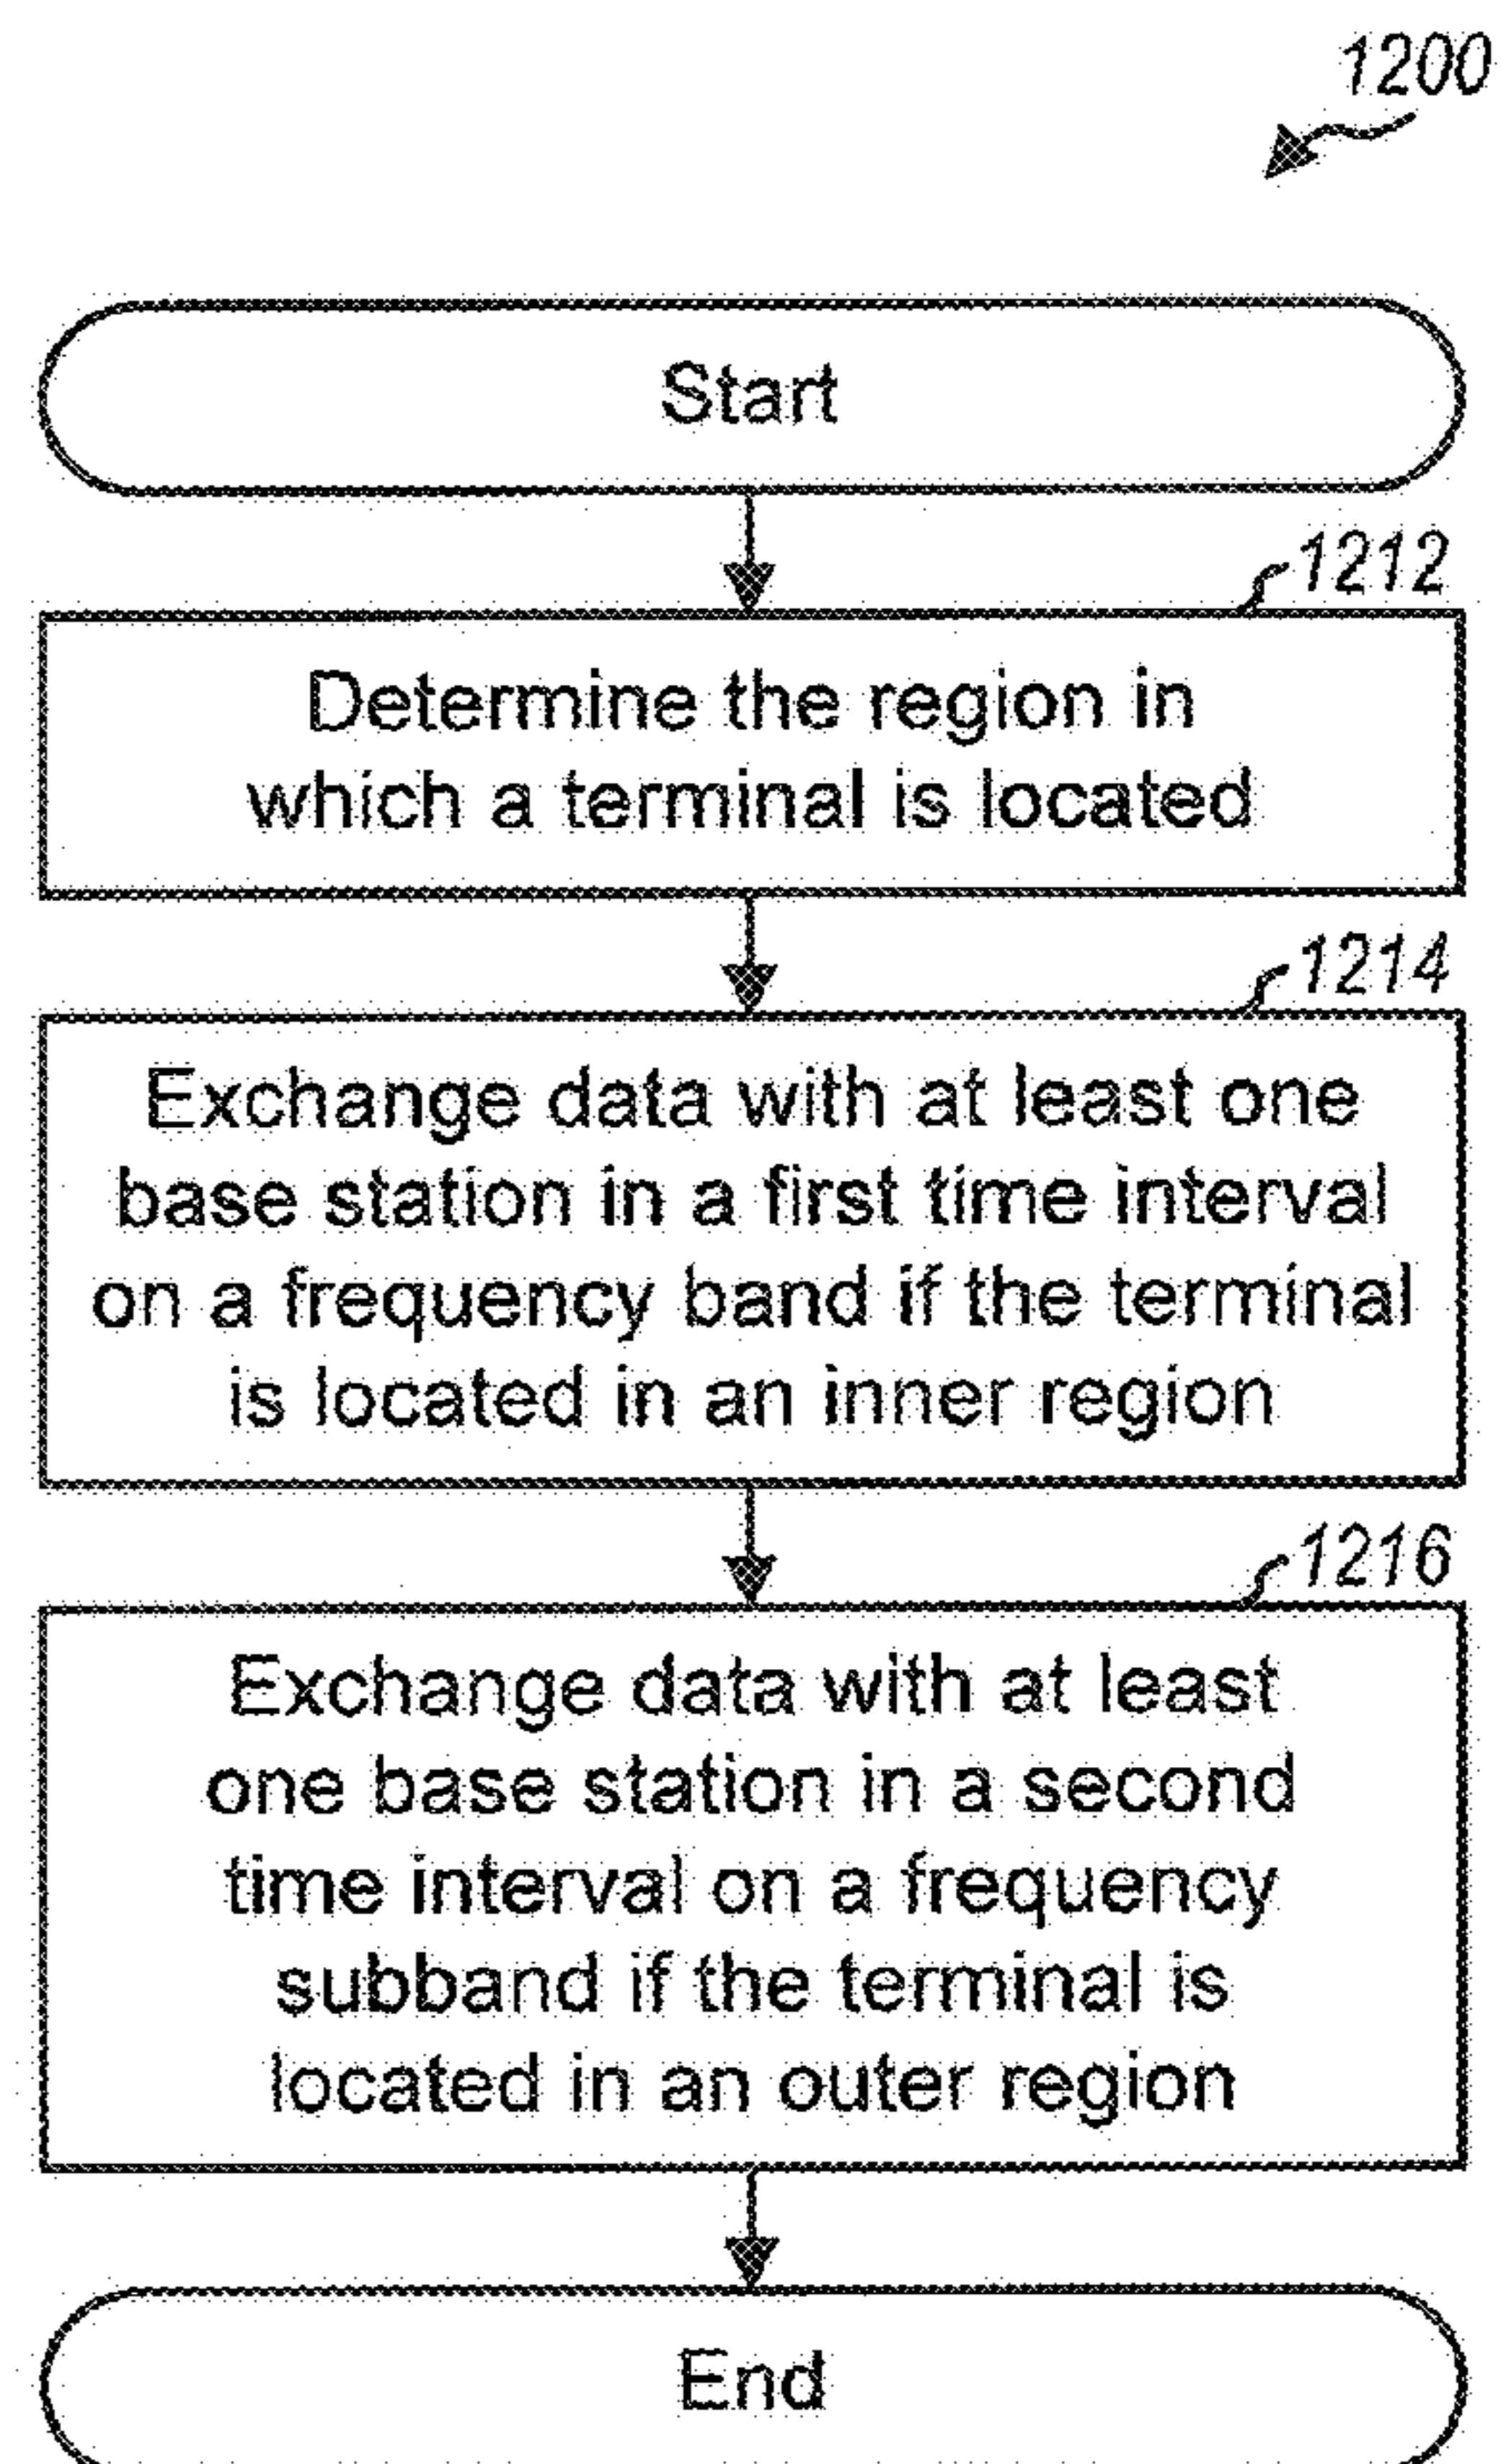 1200
Start
1212
Determine the region in
which a terminal is located
1214
Exchange data with at least one
base station in a first time interval
on a frequency band if the terminal
is located in an inner region
1216
Exchange data with at least
one base station in a second
time interval on a frequency
subband if the terminal is
located in an outer region
End